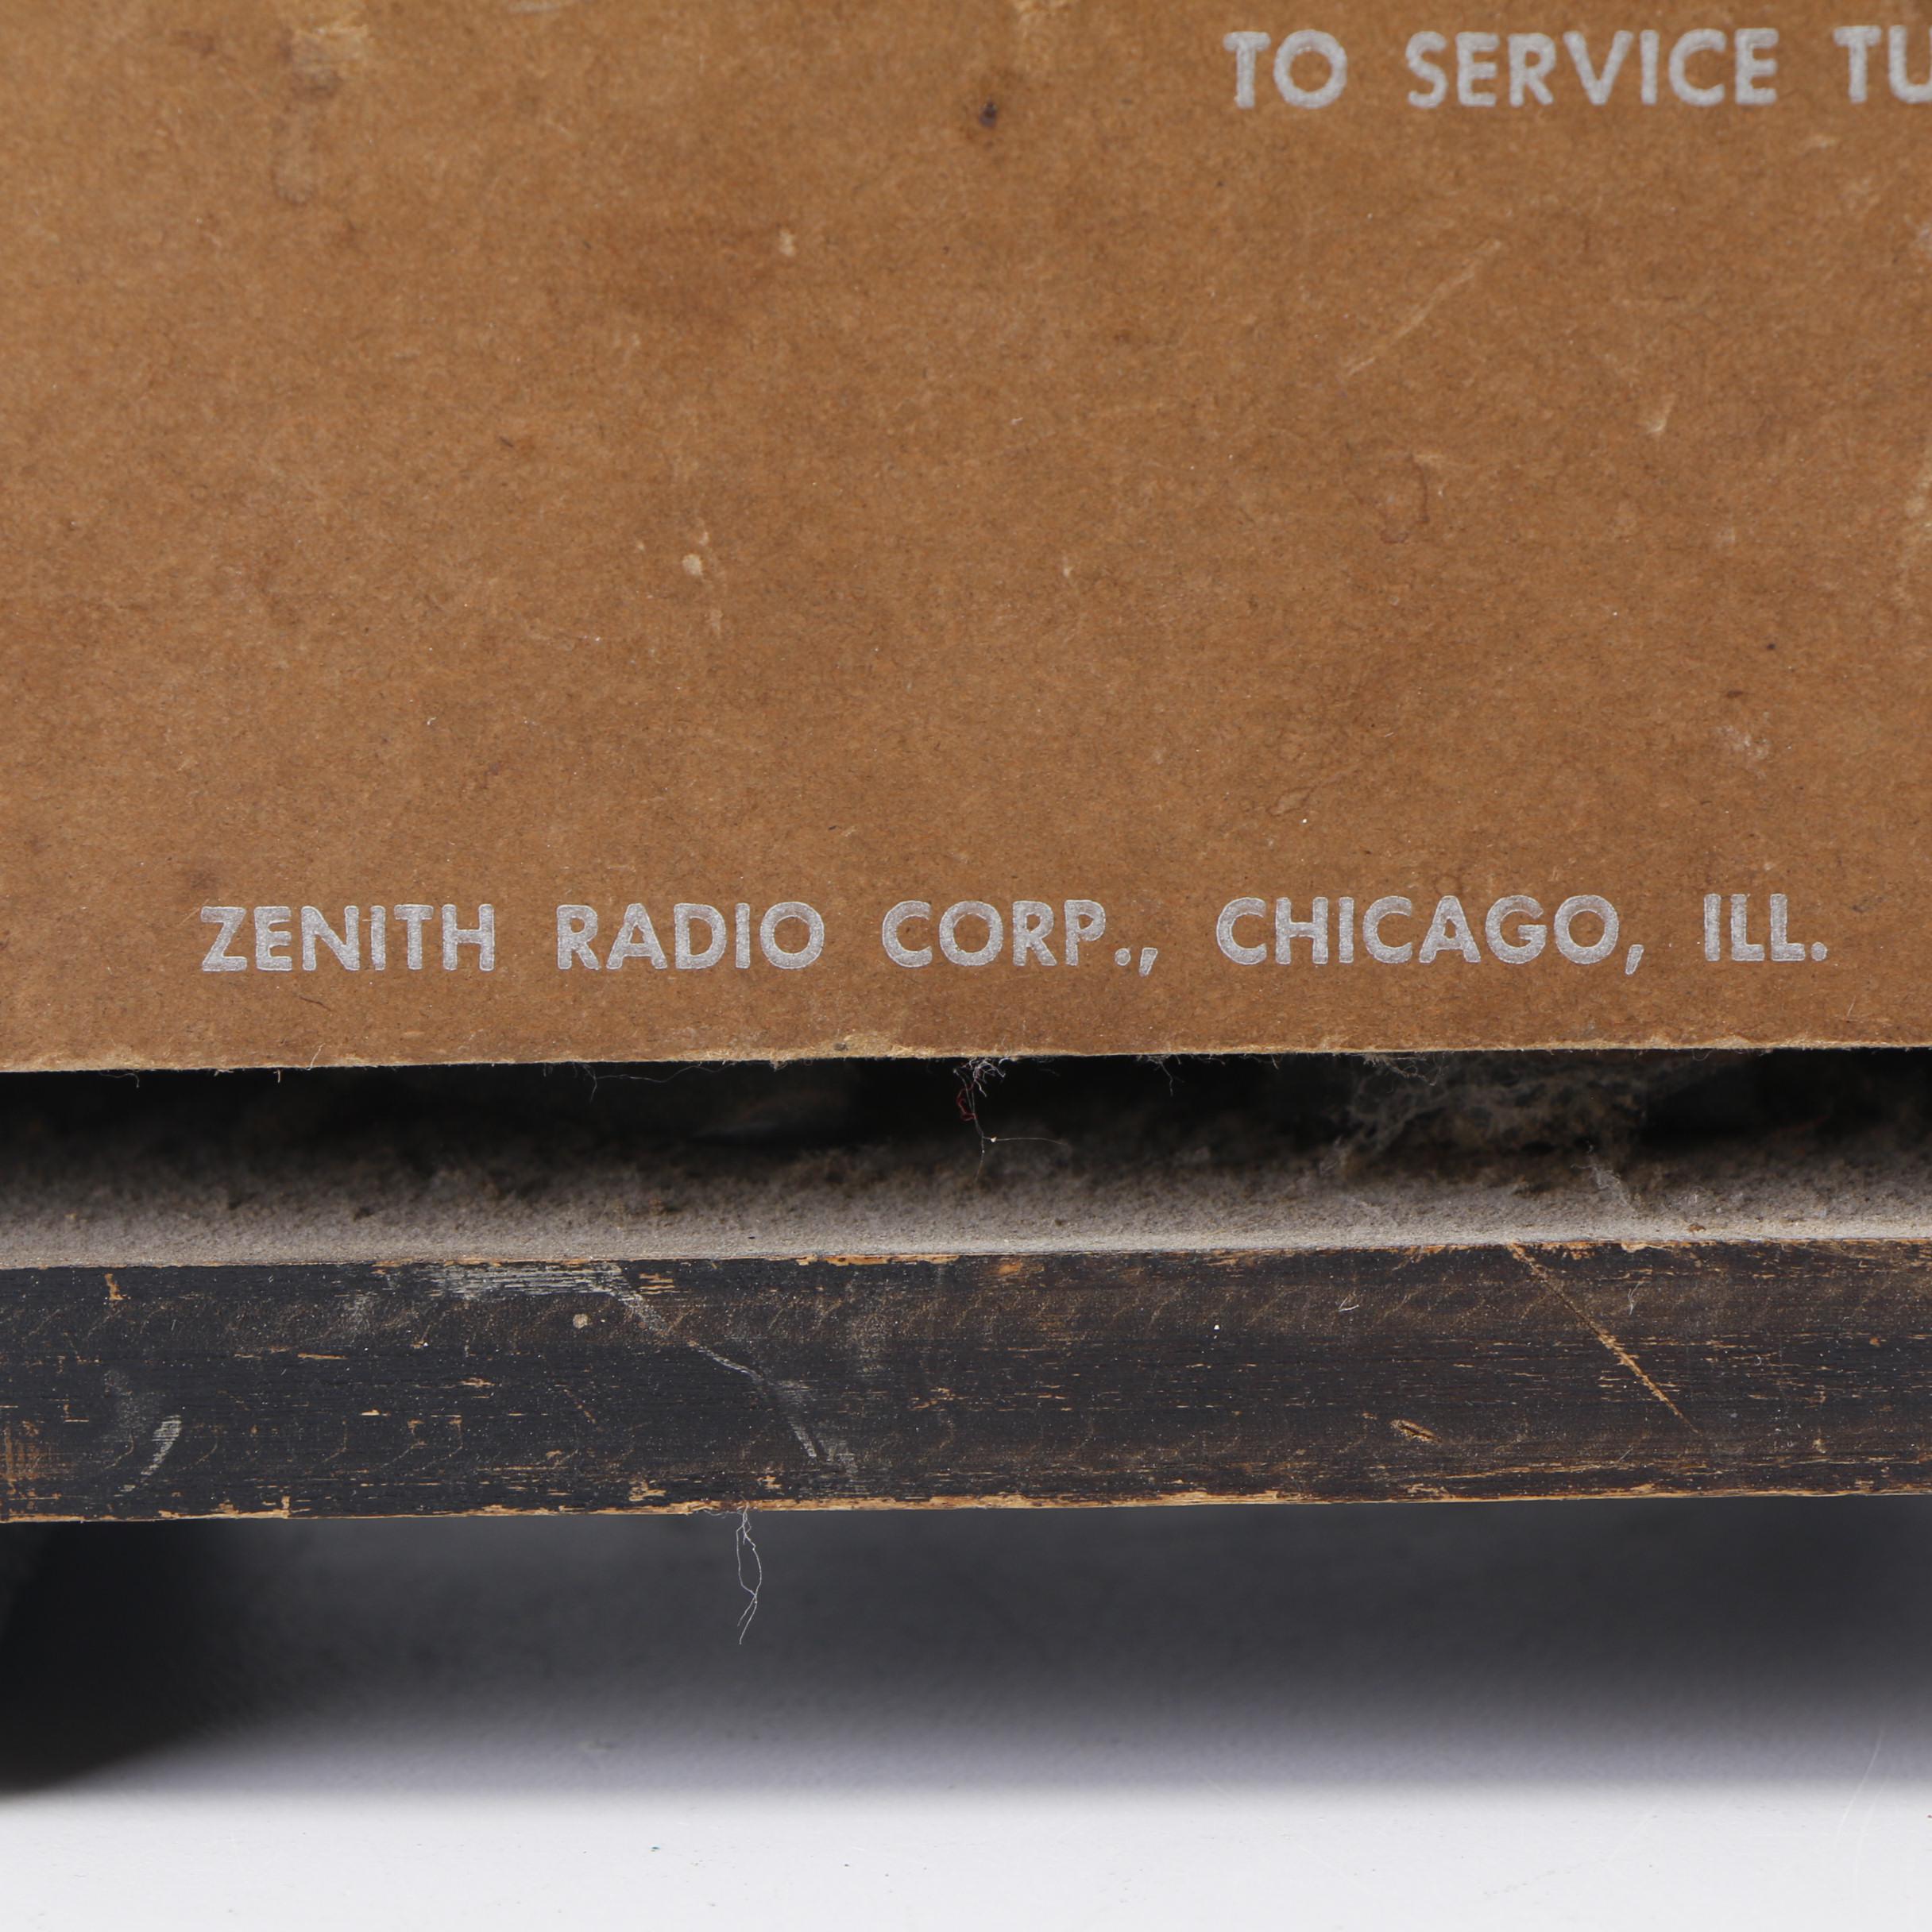 TO SERVICE
ZENITH RADIO CORP., CHICAGO, ILL.